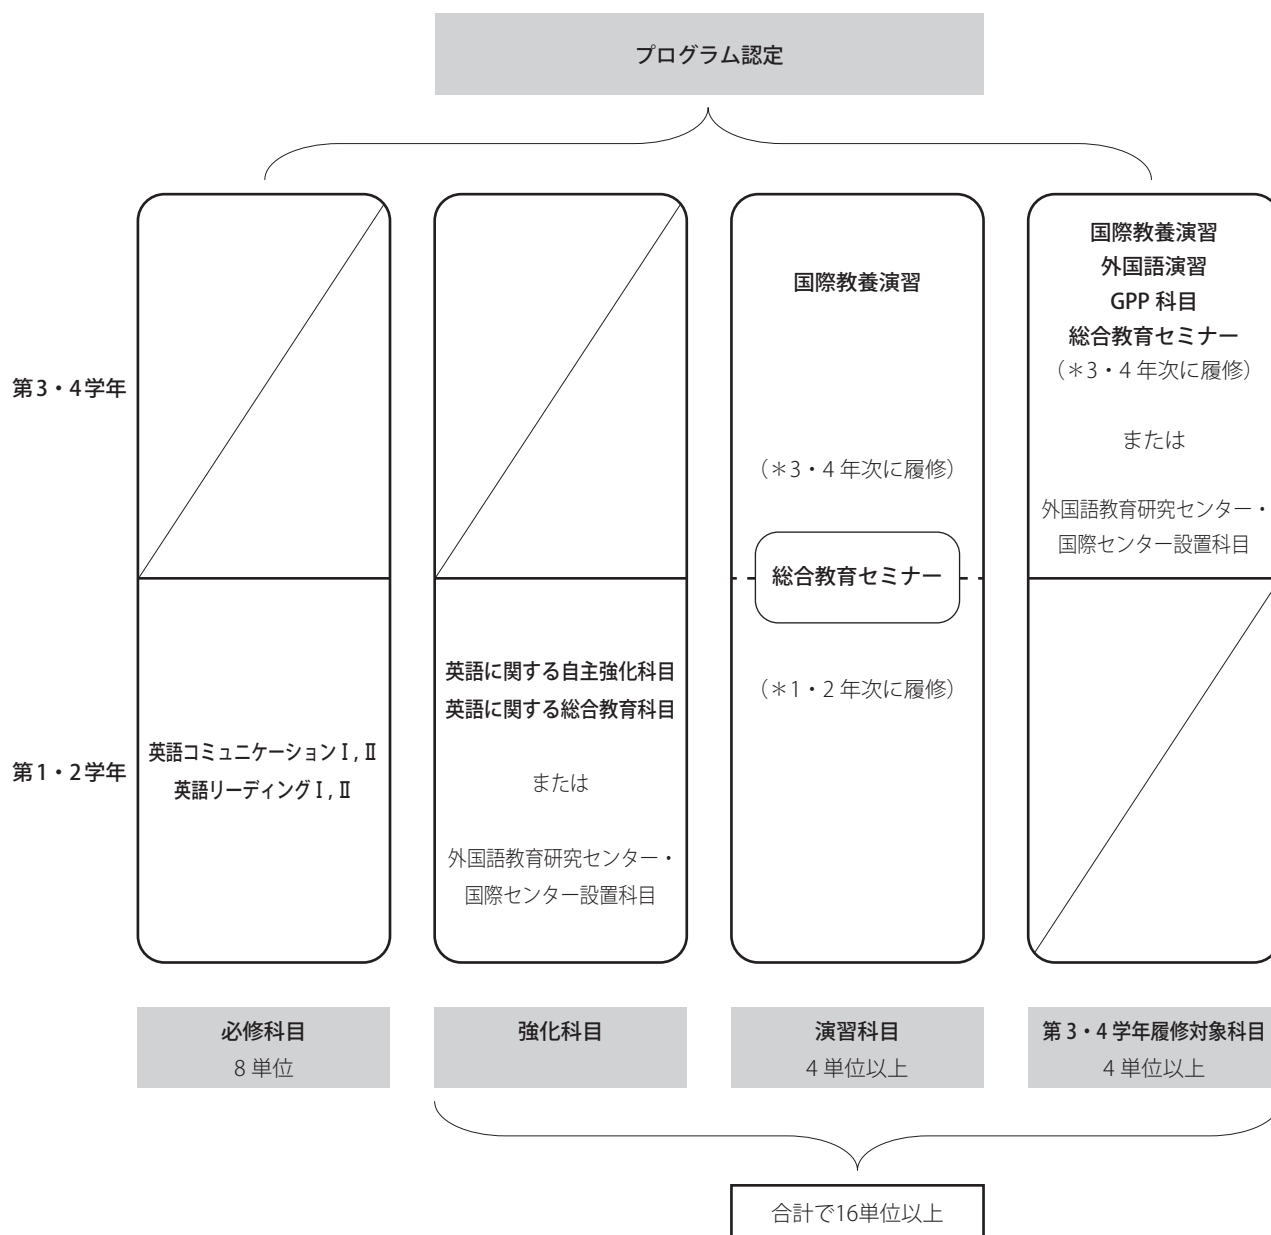 プログラム認定
第3・4学年
国際教養演習
（＊3・4 年次に履修）
国際教養演習
外国語演習
GPP 科目
総合教育セミナー
（＊3・4 年次に履修）
または
外国語教育研究センター・
国際センター設置科目
総合教育セミナー
第1・2学年
英語コミュニケーションⅠ, Ⅱ
英語リーディングⅠ, Ⅱ
英語に関する自主強化科目
英語に関する総合教育科目
または
外国語教育研究センター・
国際センター設置科目
（＊1・2 年次に履修）
必修科目
8 単位
強化科目
演習科目
4 単位以上
第 3・4 学年履修対象科目
4 単位以上
合計で16単位以上